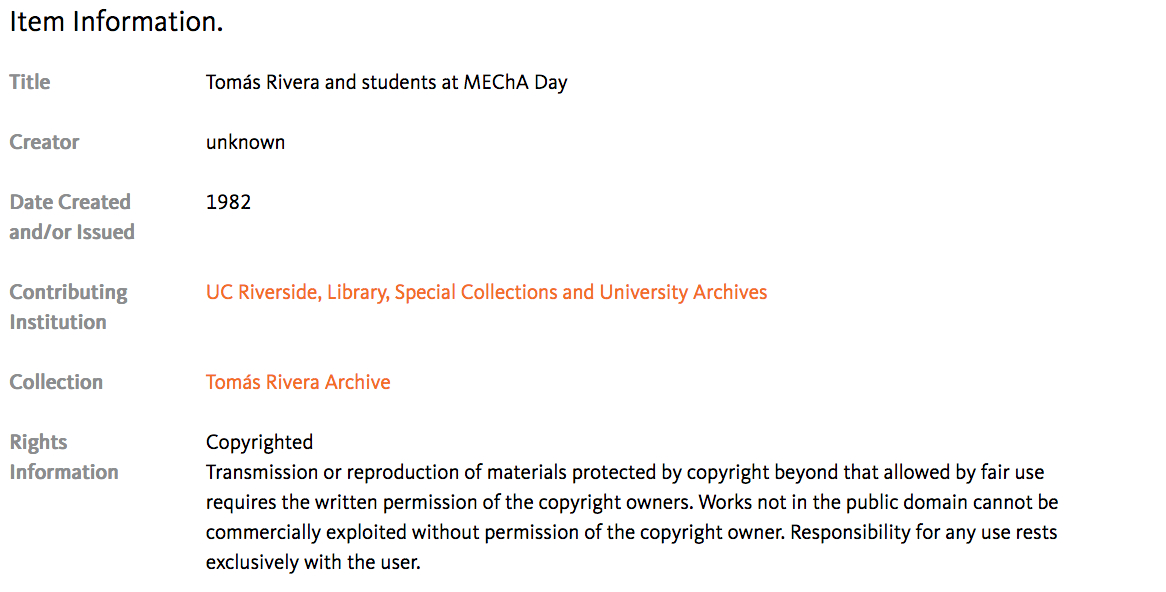 Item Information.
Title
Tomás Rivera and students at MEChA Day
Creator
unknown
Date Created
and/or Issued
1982
Contributing
Institution
UC Riverside, Library, Special Collections and University Archives
Collection
Tomás Rivera Archive
Rights
Information
Copyrighted
Transmission or reproduction of materials protected by copyright beyond that allowed by fair use
requires the written permission of the copyright owners. Works not in the public domain cannot be
commercially exploited without permission of the copyright owner. Responsibility for any use rests
exclusively with the user.